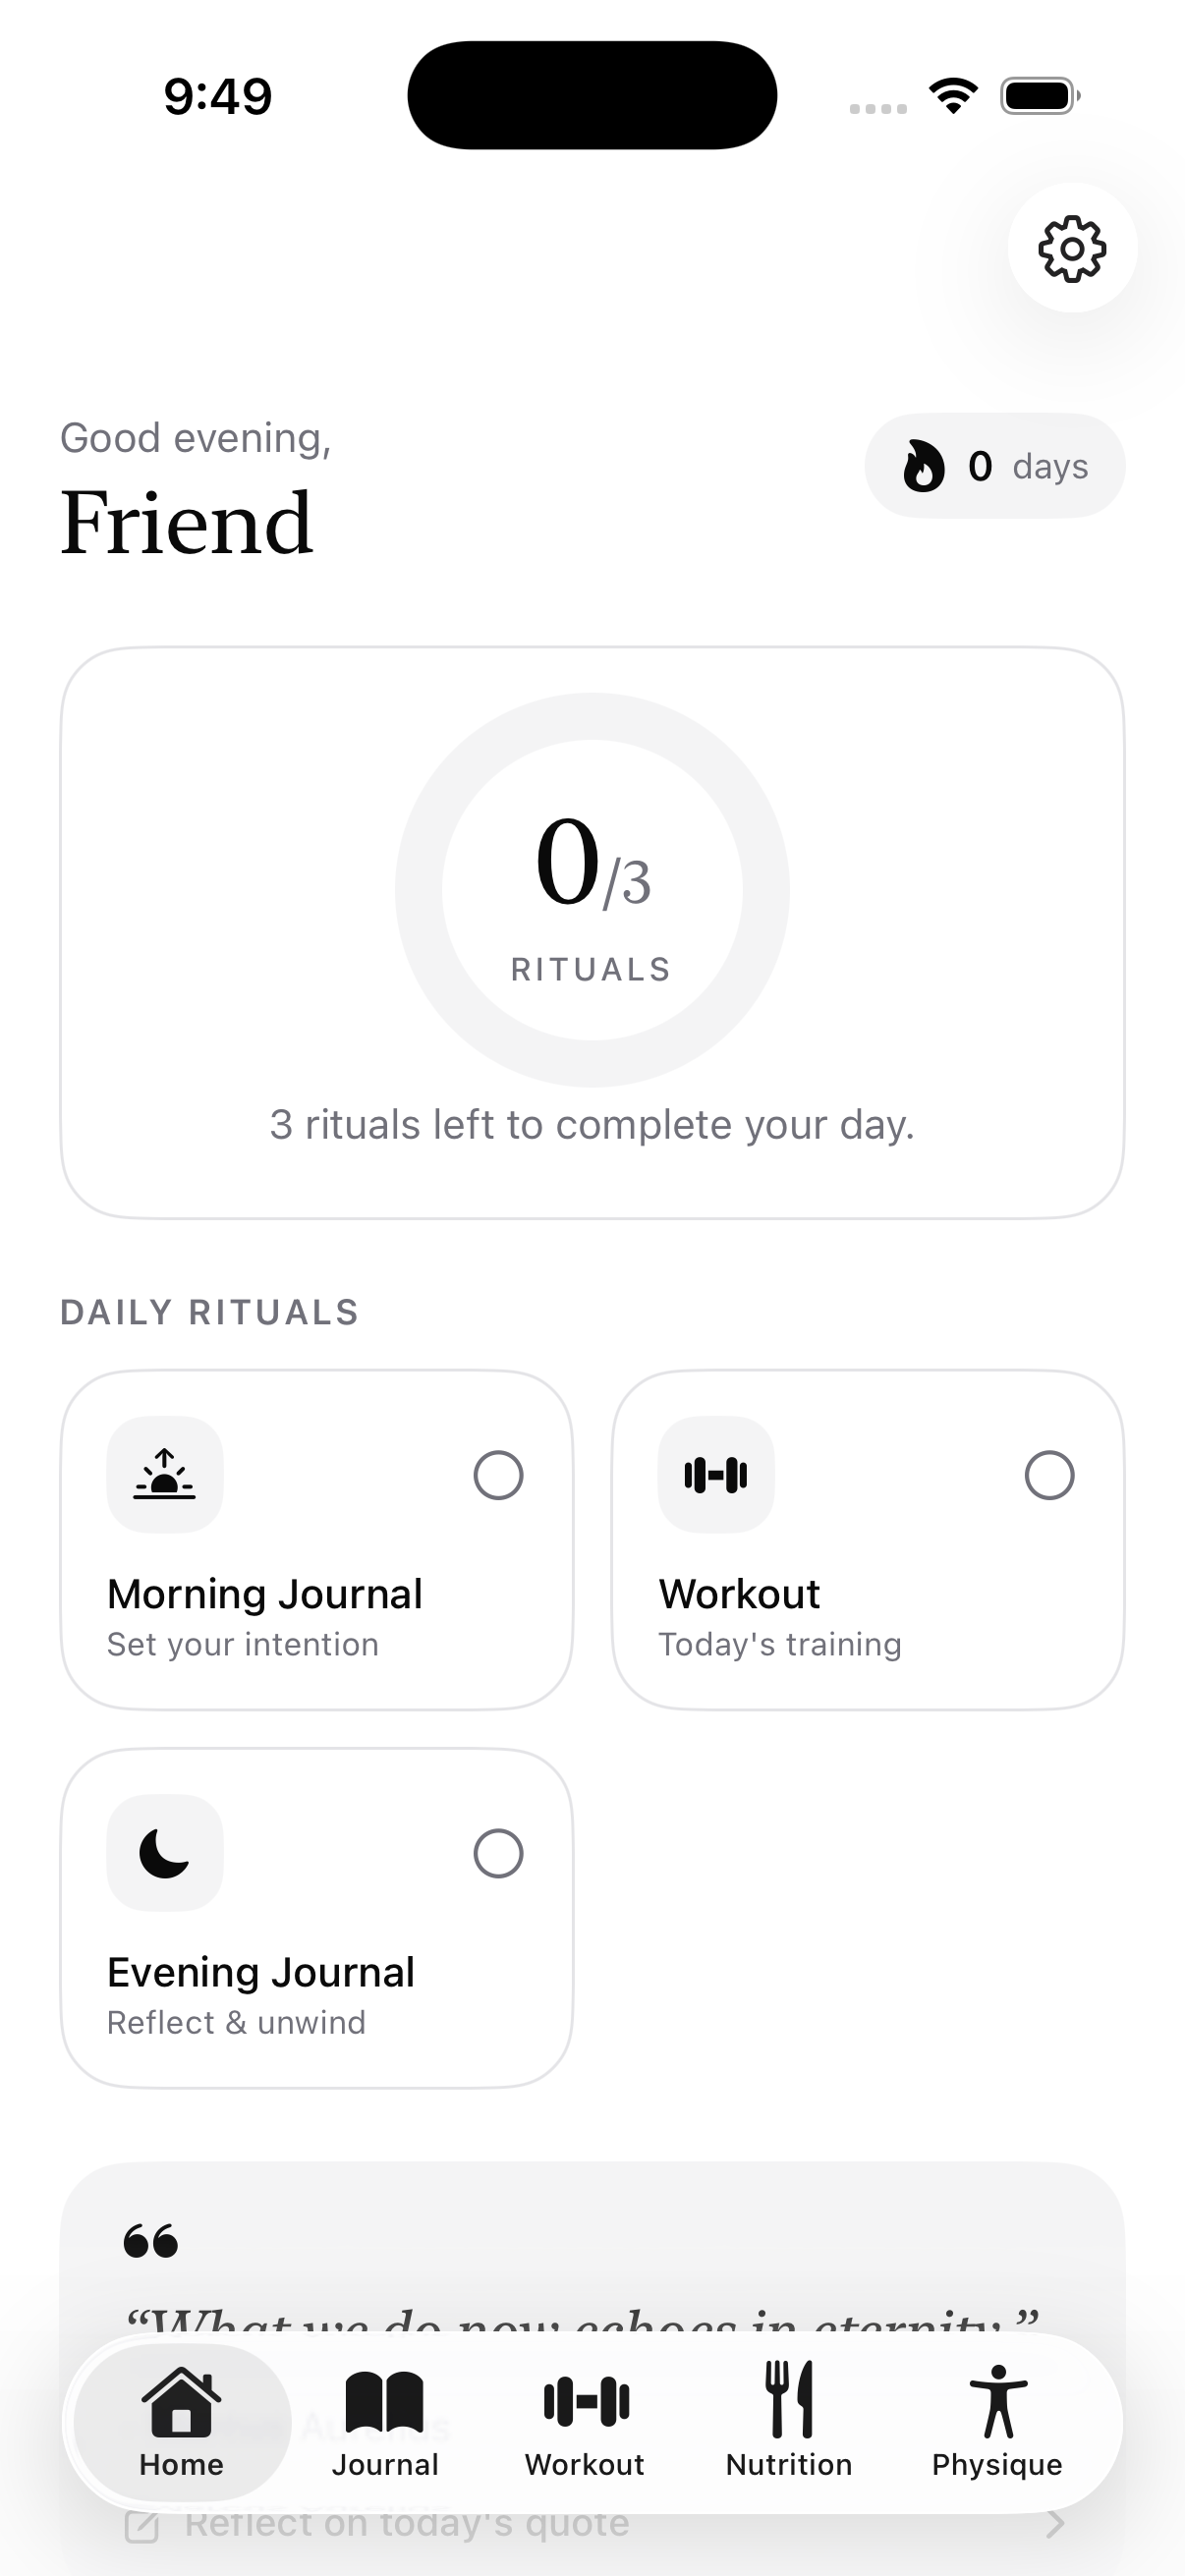 9:49
Good evening,
Friend
0 days
0/3
RITUALS
3 rituals left to complete your day.
DAILY RITUALS
Morning Journal
Set your intention
Workout
Today's training
Evening Journal
Reflect & unwind
“What we do now echoes in eternity.”
Home
Journal
Workout
Nutrition
Physique
Reflect on today's quote